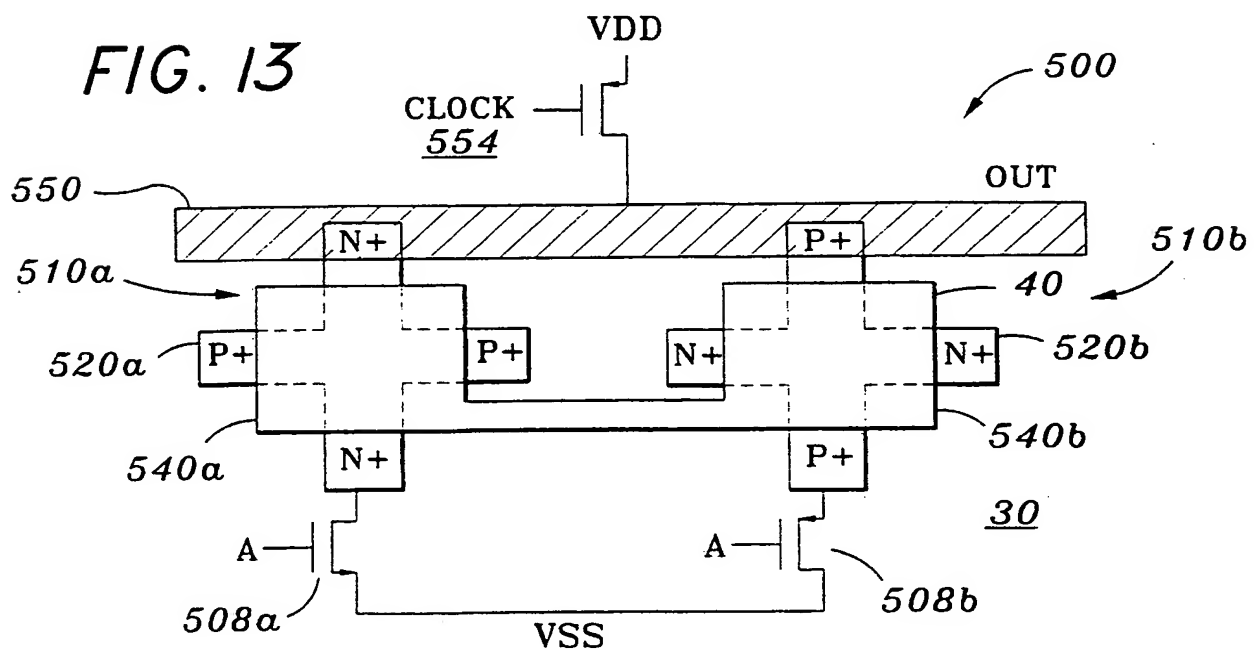 FIG. 13
VDD
500
CLOCK
554
550
OUT
N+
P+
510a
510b
40
520a
P+
P+
N+
N+
520b
540a
N+
P+
540b
30
A
A
508a
508b
VSS